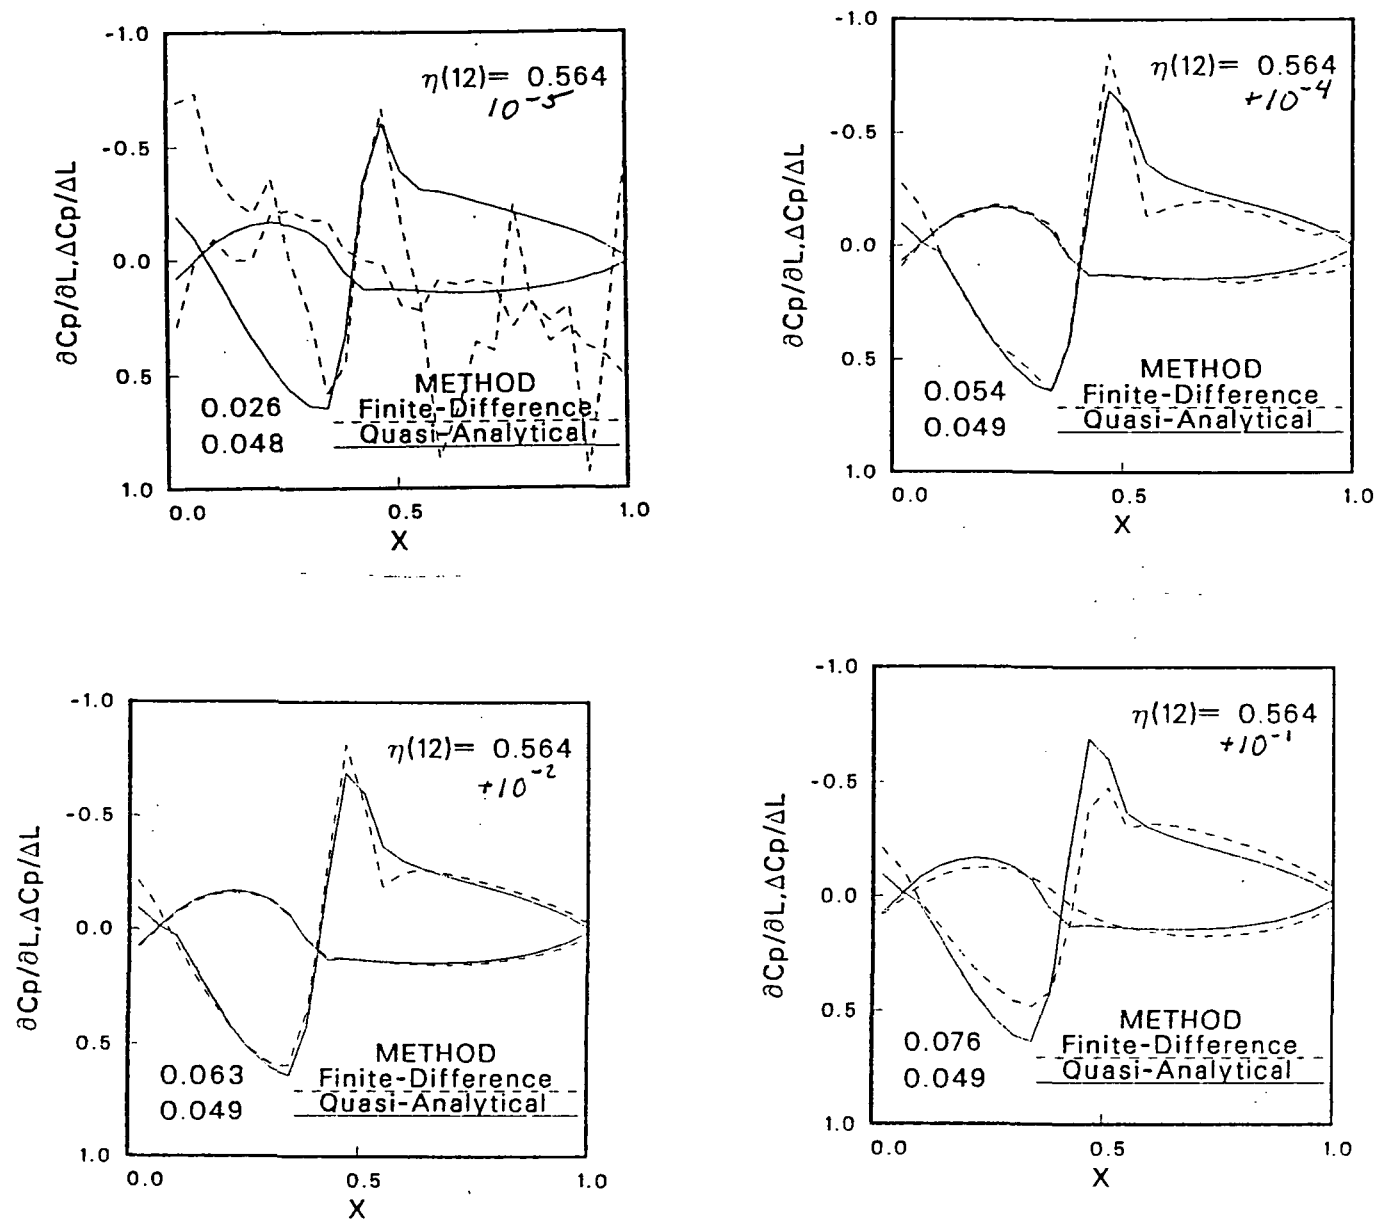 -1.0
-0.5
0.0
0.5
1.0
∂Cp/∂L,ΔCp/ΔL
η(12)= 0.564
10⁻⁵
METHOD
0.026 Finite-Difference
0.048 Quasi-Analytical
0.0 0.5 1.0
X
-1.0
-0.5
0.0
0.5
1.0
∂Cp/∂L,ΔCp/ΔL
η(12)= 0.564
+10⁻⁴
METHOD
0.054 Finite-Difference
0.049 Quasi-Analytical
0.0 0.5 1.0
X
-1.0
-0.5
0.0
0.5
1.0
∂Cp/∂L,ΔCp/ΔL
η(12)= 0.564
+10⁻²
METHOD
0.063 Finite-Difference
0.049 Quasi-Analytical
0.0 0.5 1.0
X
-1.0
-0.5
0.0
0.5
1.0
∂Cp/∂L,ΔCp/ΔL
η(12)= 0.564
+10⁻¹
METHOD
0.076 Finite-Difference
0.049 Quasi-Analytical
0.0 0.5 1.0
X